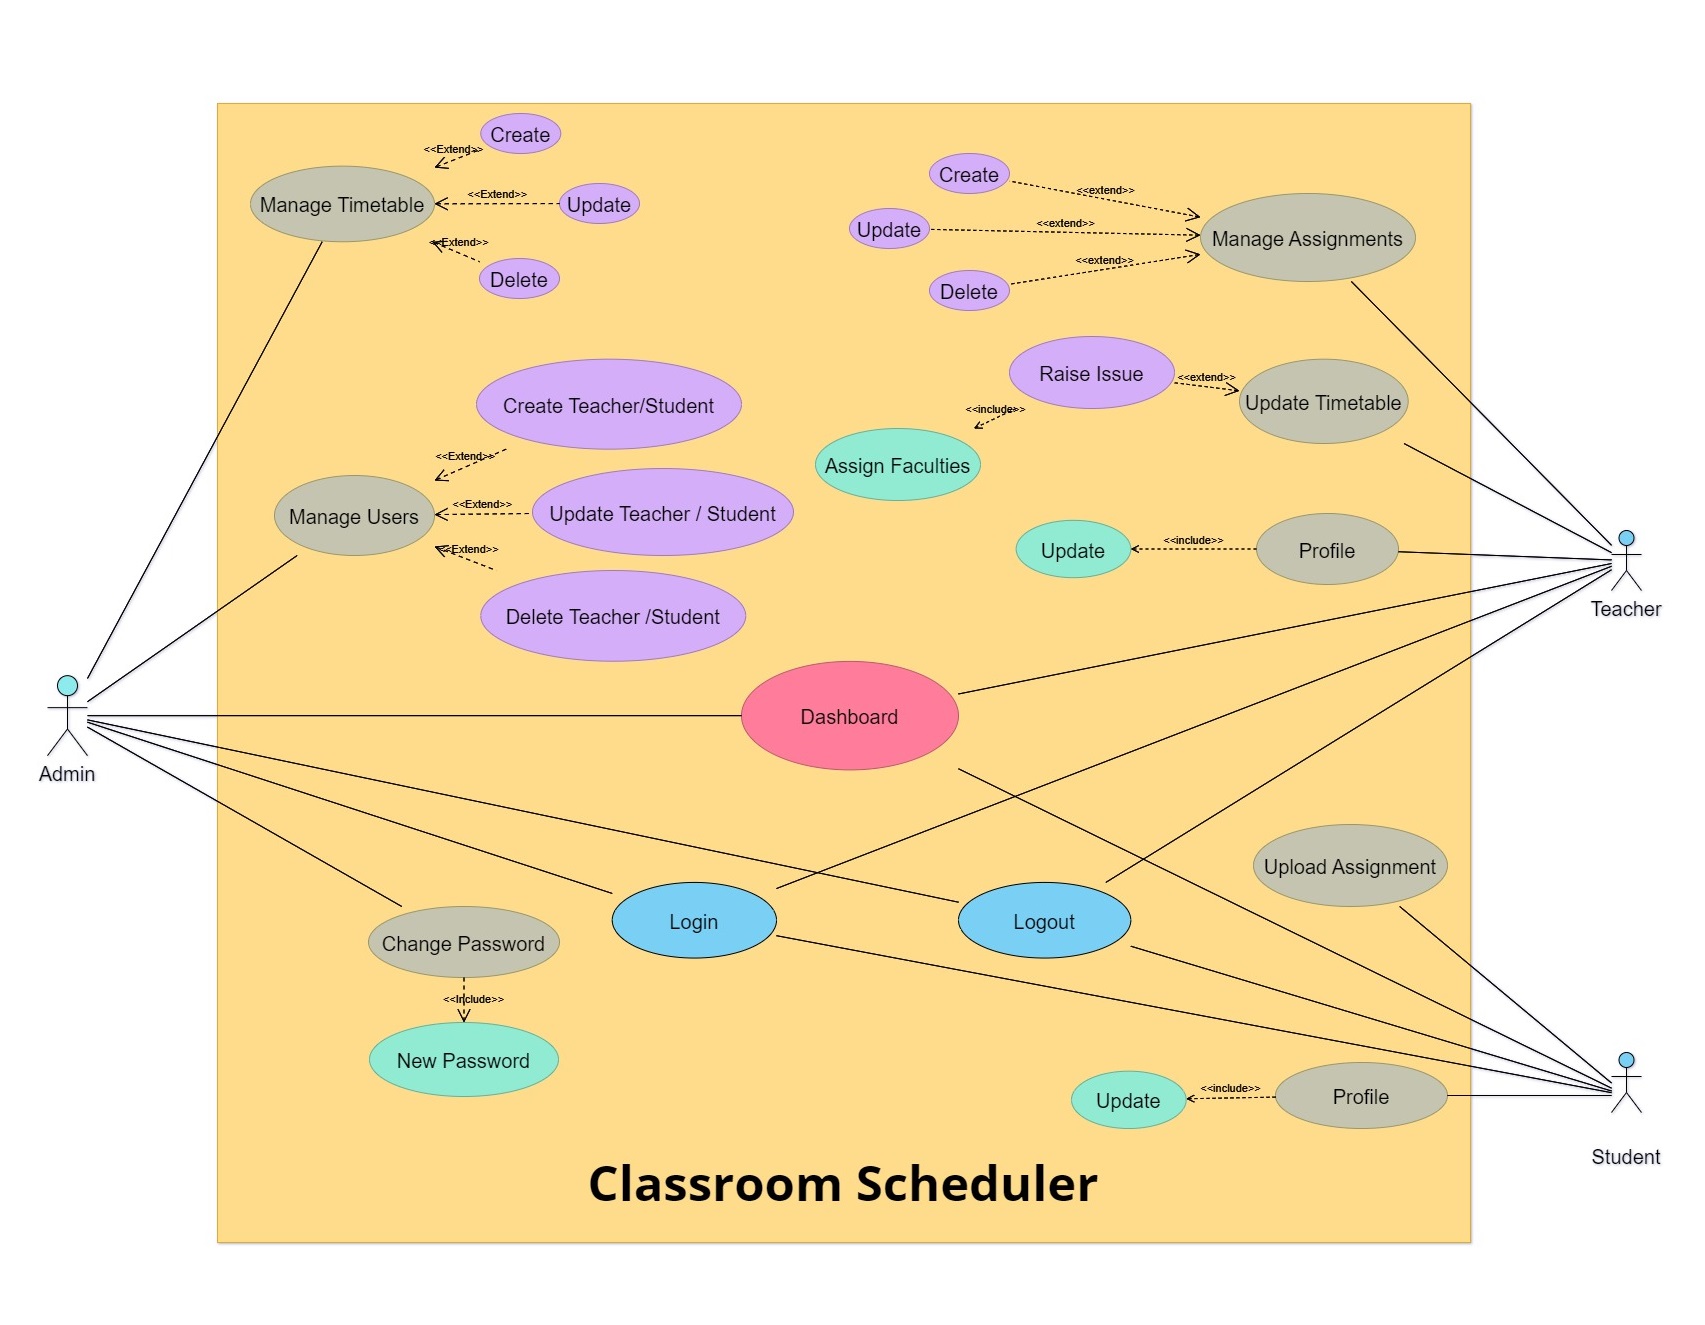 Create
<<Extend>>
Manage Timetable
<<Extend>>
Update
<<Extend>>
Delete
Create
<<extend>>
Update
<<extend>>
Manage Assignments
<<extend>>
Delete
Raise Issue
<<extend>>
Update Timetable
<<include>>
Assign Faculties
Create Teacher/Student
<<Extend>>
Manage Users
<<Extend>>
Update Teacher / Student
<<Extend>>
Delete Teacher /Student
Update
<<include>>
Profile
Teacher
Dashboard
Admin
Upload Assignment
Login
Logout
Change Password
<<Include>>
New Password
Update
<<include>>
Profile
Student
Classroom Scheduler